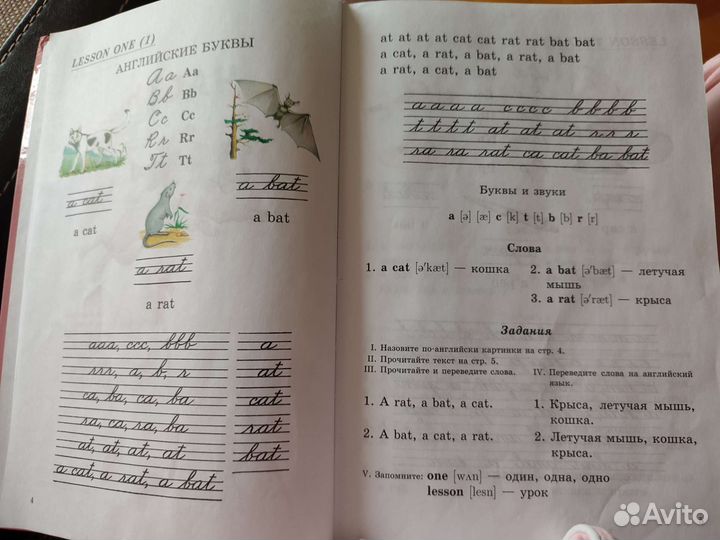 LESSON ONE (1)
АНГЛИЙСКИЕ БУКВЫ
Aa Aa
Bb Bb
Cc Cc
Rr Rr
Tt Tt
a cat
a cat
a bat
a bat
a rat
a rat
aaa, ccc, bbb
a
rrr, a, b, r
at
ca, ba, ca, ba
cat
ra, ca, ra, ba
rat
at, at, at, at
bat
a cat, a rat, a bat
4
at at at at cat cat rat rat bat bat
a cat, a rat, a bat, a rat, a bat
a rat, a cat, a bat
a a a a c c c c b b b b
t t t t at at at r r r
ra ra rat ca cat ba bat
Буквы и звуки
a [ə] [æ] c [k] t [t] b [b] r [r]
Слова
1. a cat [ə′kæt] — кошка
2. a bat [ə′bæt] — летучая мышь
3. a rat [ə′ræt] — крыса
Задания
I. Назовите по-английски картинки на стр. 4.
II. Прочитайте текст на стр. 5.
III. Прочитайте и переведите слова.
1. A rat, a bat, a cat.
2. A bat, a cat, a rat.
IV. Переведите слова на английский
язык.
1. Крыса, летучая мышь,
кошка.
2. Летучая мышь, кошка,
крыса.
V. Запомните: one [wʌn] — один, одна, одно
lesson [lesn] — урок
Avito